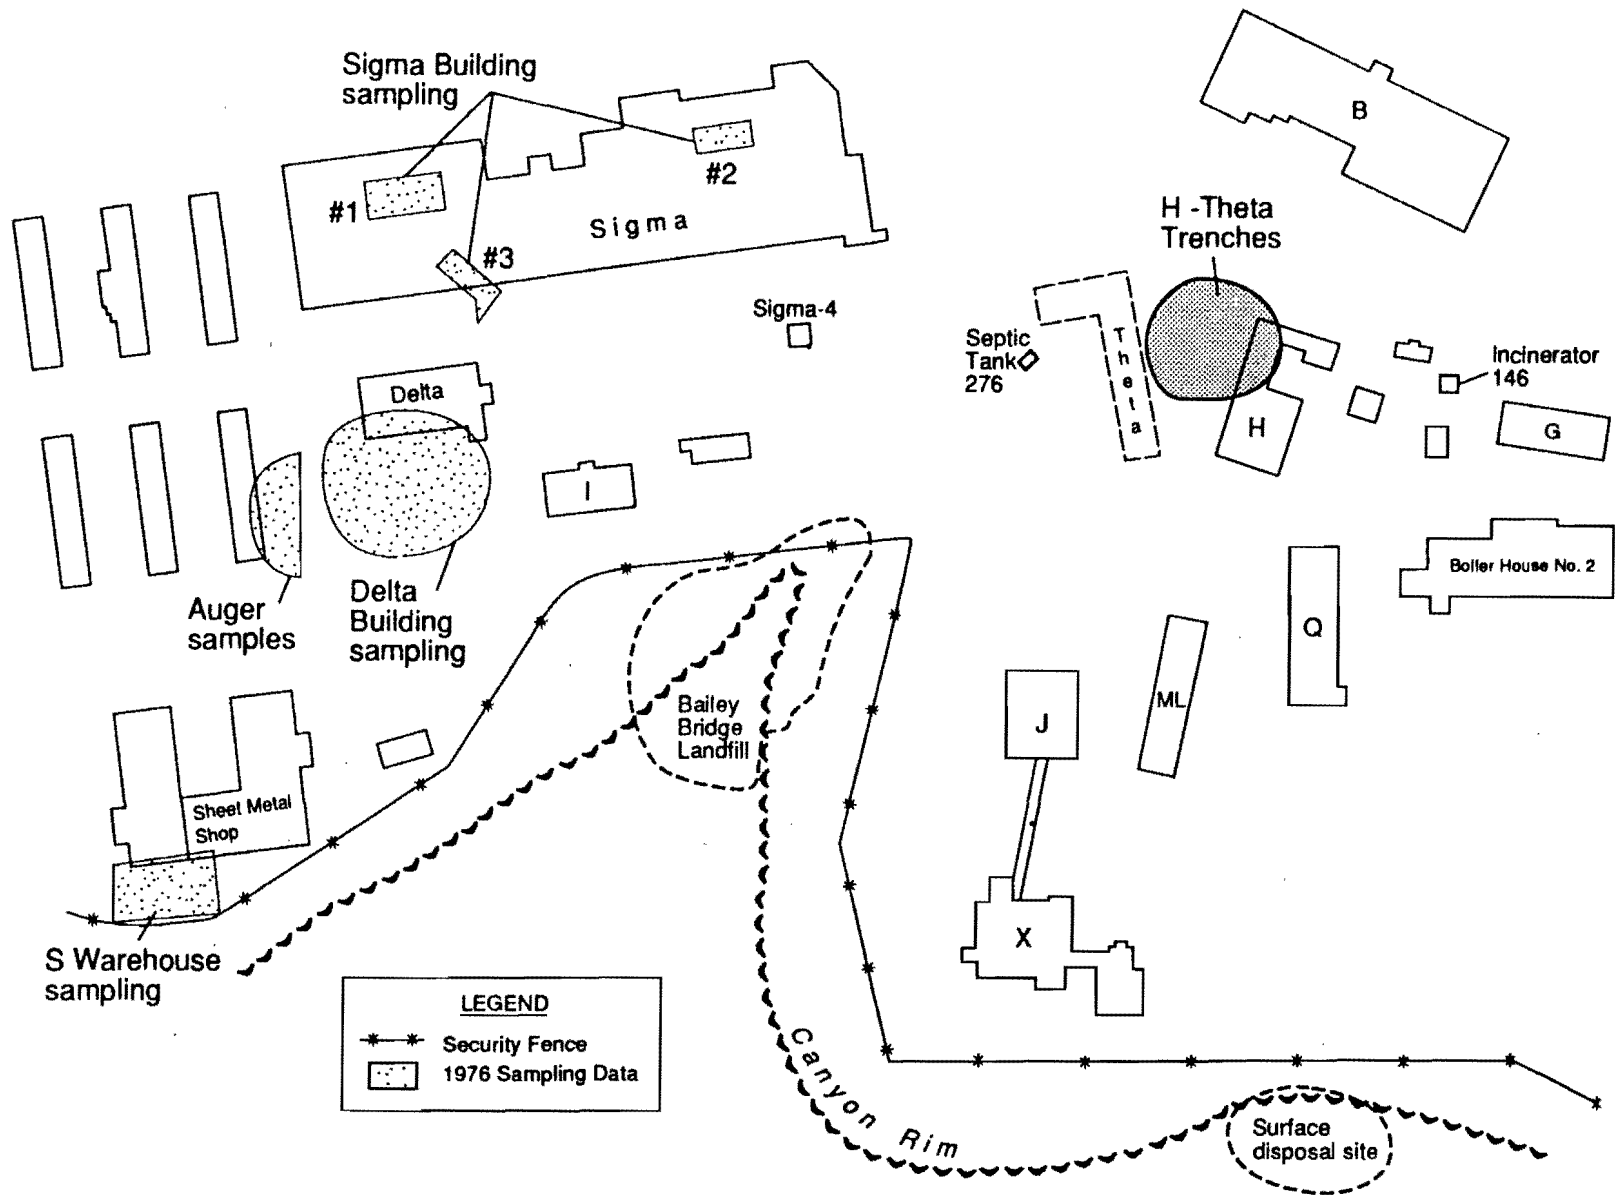 Sigma Building
sampling
B
#2
#1
Sigma
H -Theta
Trenches
#3
Sigma-4
Septic
Tank
276
Theta
Incinerator
146
Delta
H
G
I
Boiler House No. 2
Auger
samples
Delta
Building
sampling
Q
ML
Bailey
Bridge
Landfill
J
Sheet Metal
Shop
X
S Warehouse
sampling
LEGEND
Security Fence
1976 Sampling Data
Canyon Rim
Surface
disposal site